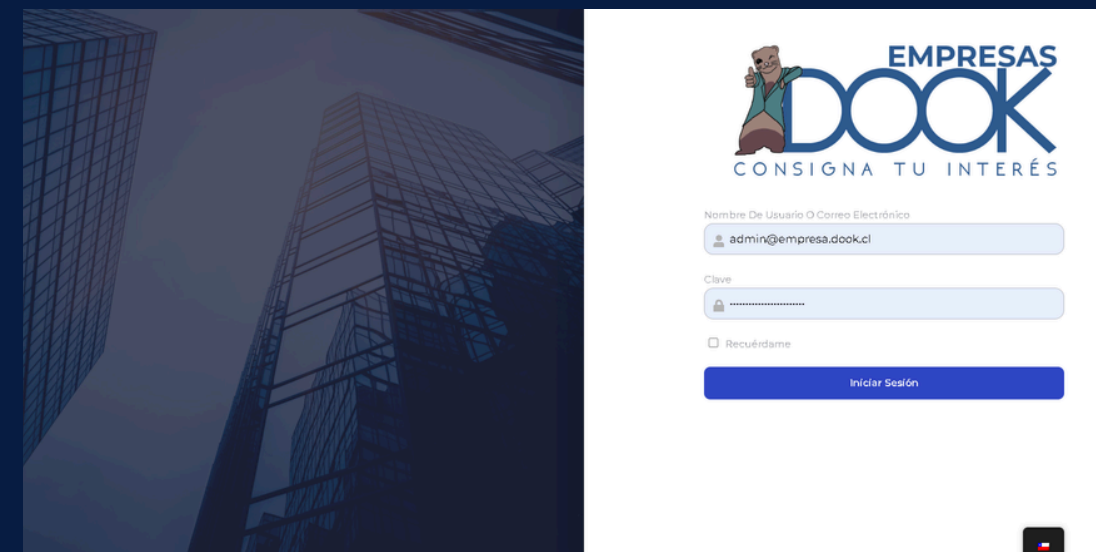 EMPRESAS
DOOK
CONSIGNA TU INTERÉS
Nombre De Usuario O Correo Electrónico
admin@empresa.dook.cl
Clave
Recuérdame
Iniciar Sesión